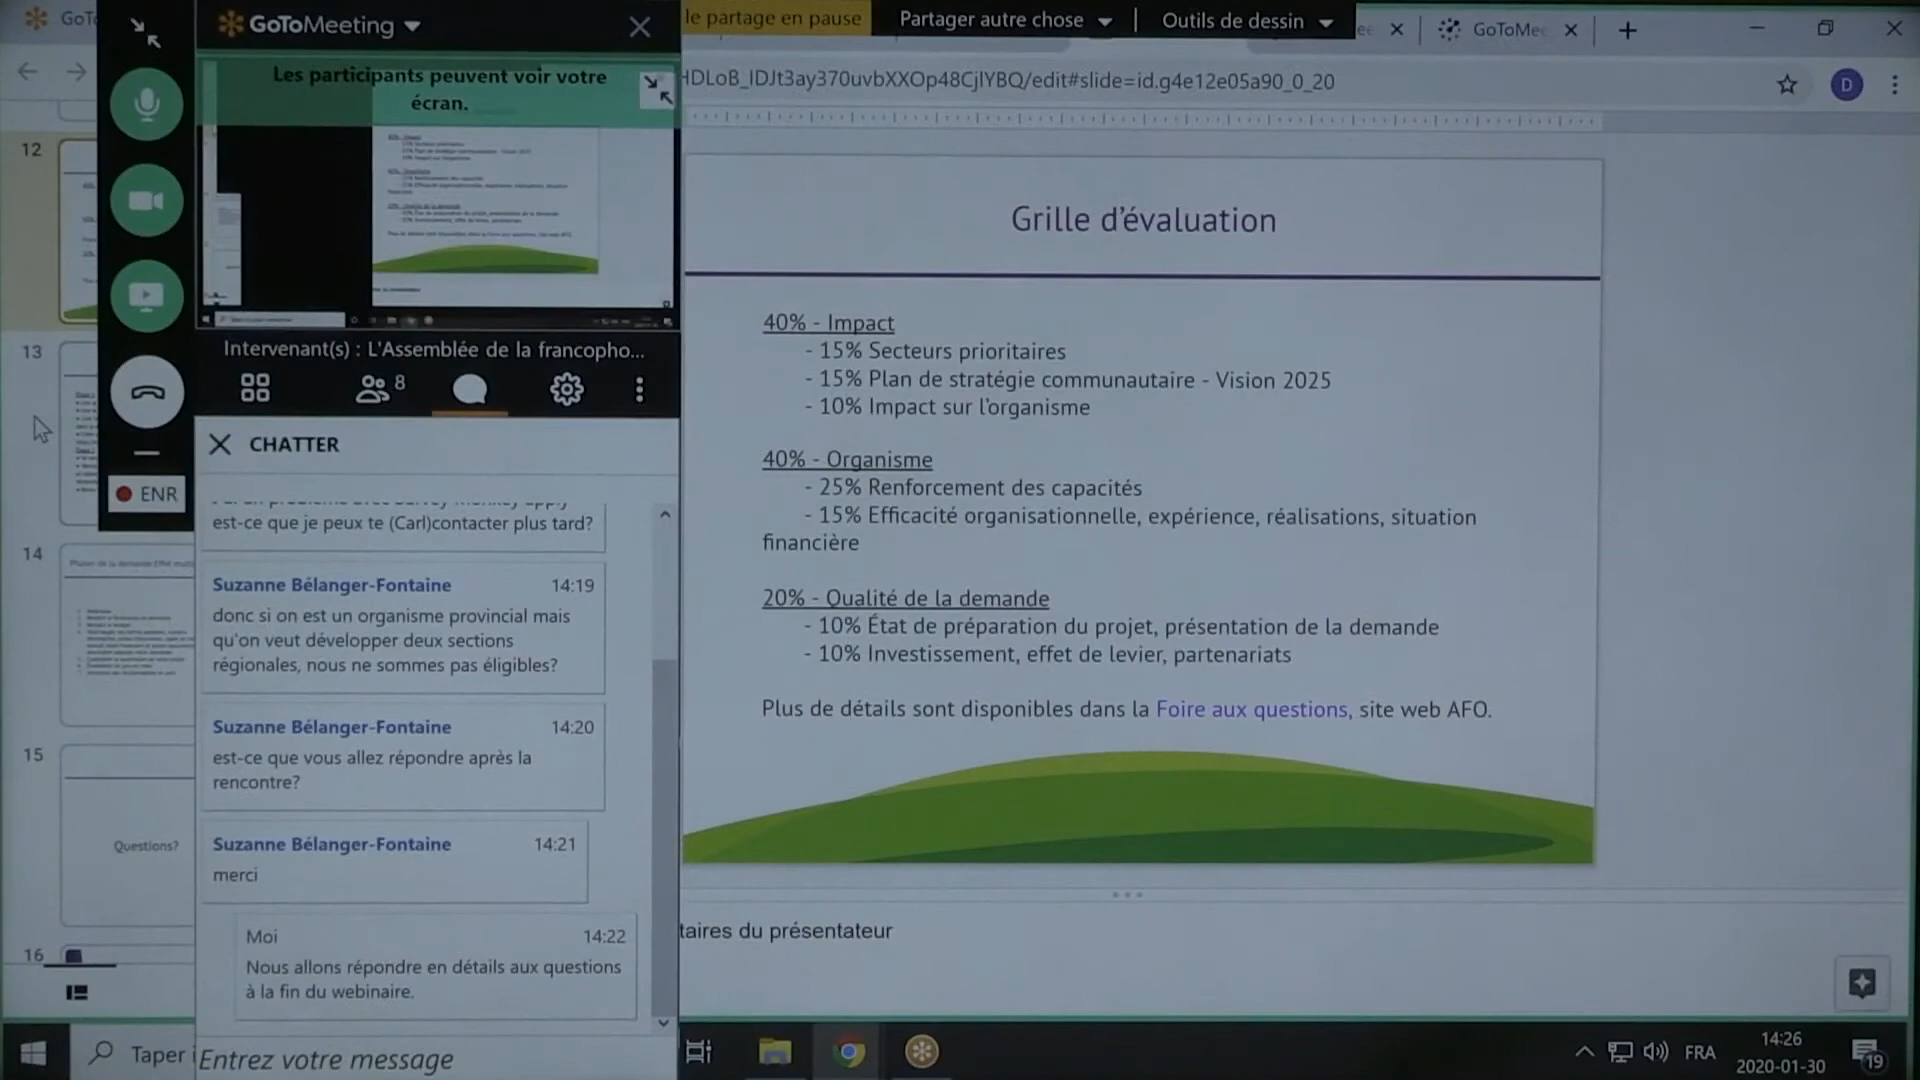 GoTo
GoToMeeting
le partage en pause
Partager autre chose
Outils de dessin
GoToMee
Les participants peuvent voir votre
écran.
HDLoB_IDJt3ay370uvbXXOp48CjlYBQ/edit#slide=id.g4e12e05a90_0_20
D
12
13
14
15
16
ENR
Intervenant(s) : L'Assemblée de la francopho...
8
CHATTER
est-ce que je peux te (Carl)contacter plus tard?
Suzanne Bélanger-Fontaine 14:19
donc si on est un organisme provincial mais
qu'on veut développer deux sections
régionales, nous ne sommes pas éligibles?
Suzanne Bélanger-Fontaine 14:20
est-ce que vous allez répondre après la
rencontre?
Suzanne Bélanger-Fontaine 14:21
merci
Moi 14:22
Nous allons répondre en détails aux questions
à la fin du webinaire.
Entrez votre message
Questions?
Grille d'évaluation
40% - Impact
- 15% Secteurs prioritaires
- 15% Plan de stratégie communautaire - Vision 2025
- 10% Impact sur l'organisme
40% - Organisme
- 25% Renforcement des capacités
- 15% Efficacité organisationnelle, expérience, réalisations, situation
financière
20% - Qualité de la demande
- 10% État de préparation du projet, présentation de la demande
- 10% Investissement, effet de levier, partenariats
Plus de détails sont disponibles dans la Foire aux questions, site web AFO.
taires du présentateur
Taper i
FRA
14:26
2020-01-30
19